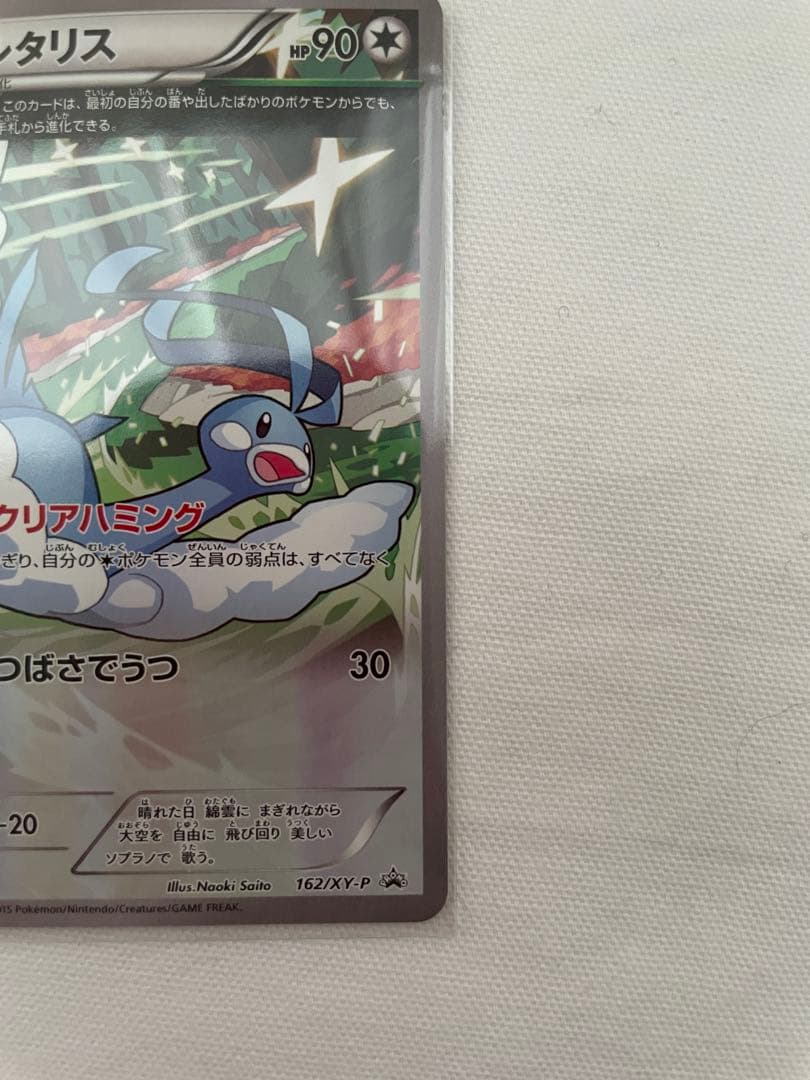 ルタリス HP90
化
このカードは、最初の自分の番や出したばかりのポケモンからでも、
手札から進化できる。
クリアハミング
ぎり、自分のポケモン全員の弱点は、すべてなく
つばさでうつ 30
-20
晴れた日 綿雲に まぎれながら
大空を 自由に 飛び回り 美しい
ソプラノで 歌う。
Illus.Naoki Saito 162/XY-P
015 Pokémon/Nintendo/Creatures/GAME FREAK.